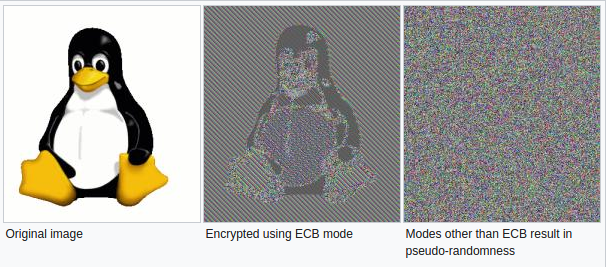 Original image
Encrypted using ECB mode
Modes other than ECB result in
pseudo-randomness